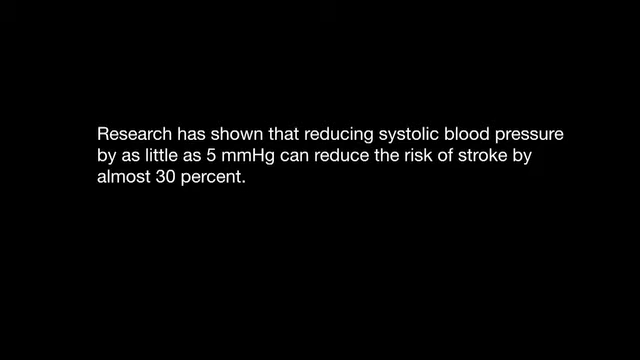 Research has shown that reducing systolic blood pressure
by as little as 5 mmHg can reduce the risk of stroke by
almost 30 percent.